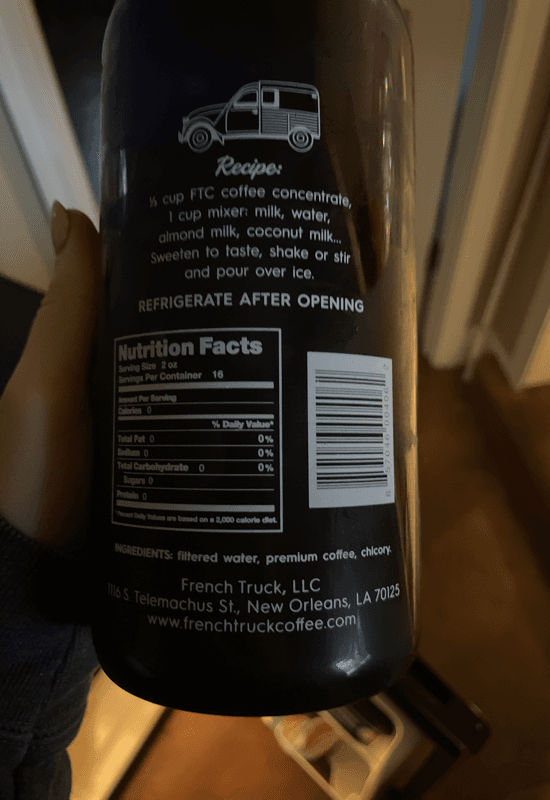 Recipe:
⅓ cup FTC coffee concentrate,
1 cup mixer: milk, water,
almond milk, coconut milk...
Sweeten to taste, shake or stir
and pour over ice.
REFRIGERATE AFTER OPENING
Nutrition Facts
Serving Size 2 oz
Servings Per Container 16
Amount Per Serving
Calories 0
% Daily Value*
Total Fat 0 0%
Sodium 0 0%
Total Carbohydrate 0 0%
Sugars 0
Protein 0
*Percent Daily Values are based on a 2,000 calorie diet.
INGREDIENTS: filtered water, premium coffee, chicory.
French Truck, LLC
1116 S. Telemachus St., New Orleans, LA 70125
www.frenchtruckcoffee.com